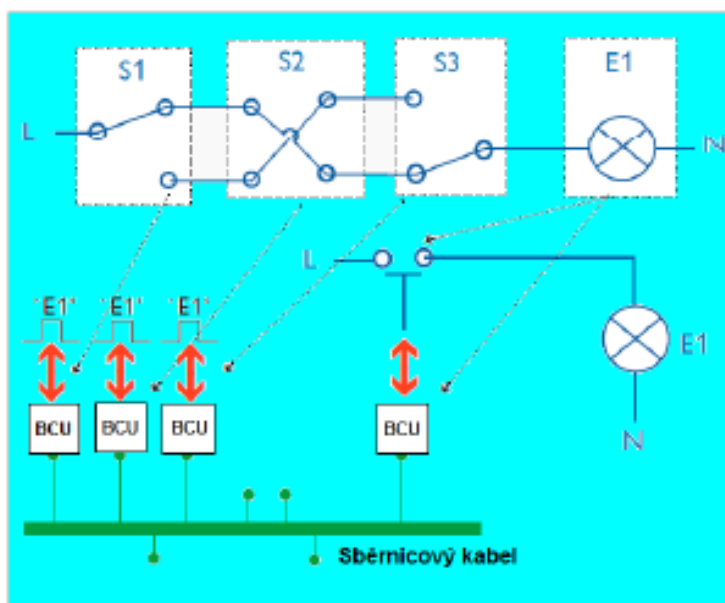 S1 S2 S3 E1
L N
L
"E1" "E1" "E1"
E1
BCU BCU BCU BCU
N
Sběrnicový kabel